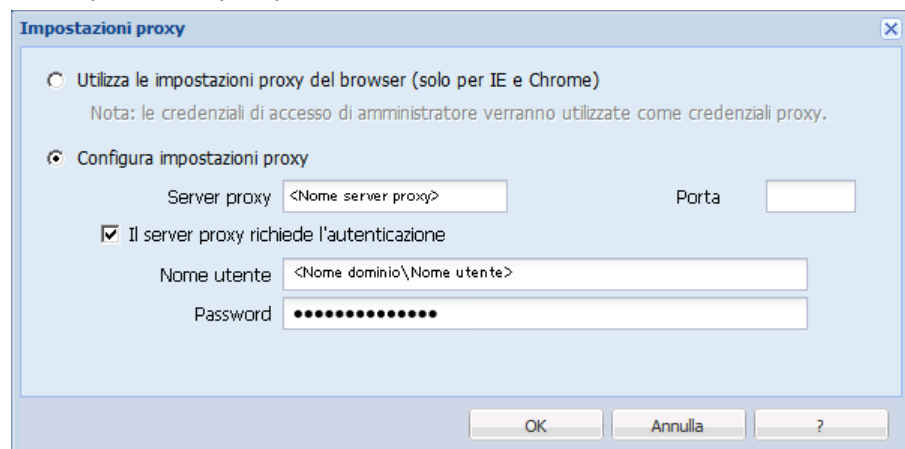 Impostazioni proxy
Utilizza le impostazioni proxy del browser (solo per IE e Chrome)
Nota: le credenziali di accesso di amministratore verranno utilizzate come credenziali proxy.
Configura impostazioni proxy
Server proxy <Nome server proxy> Porta
Il server proxy richiede l'autenticazione
Nome utente <Nome dominio\Nome utente>
Password ••••••••••••••
OK Annulla ?